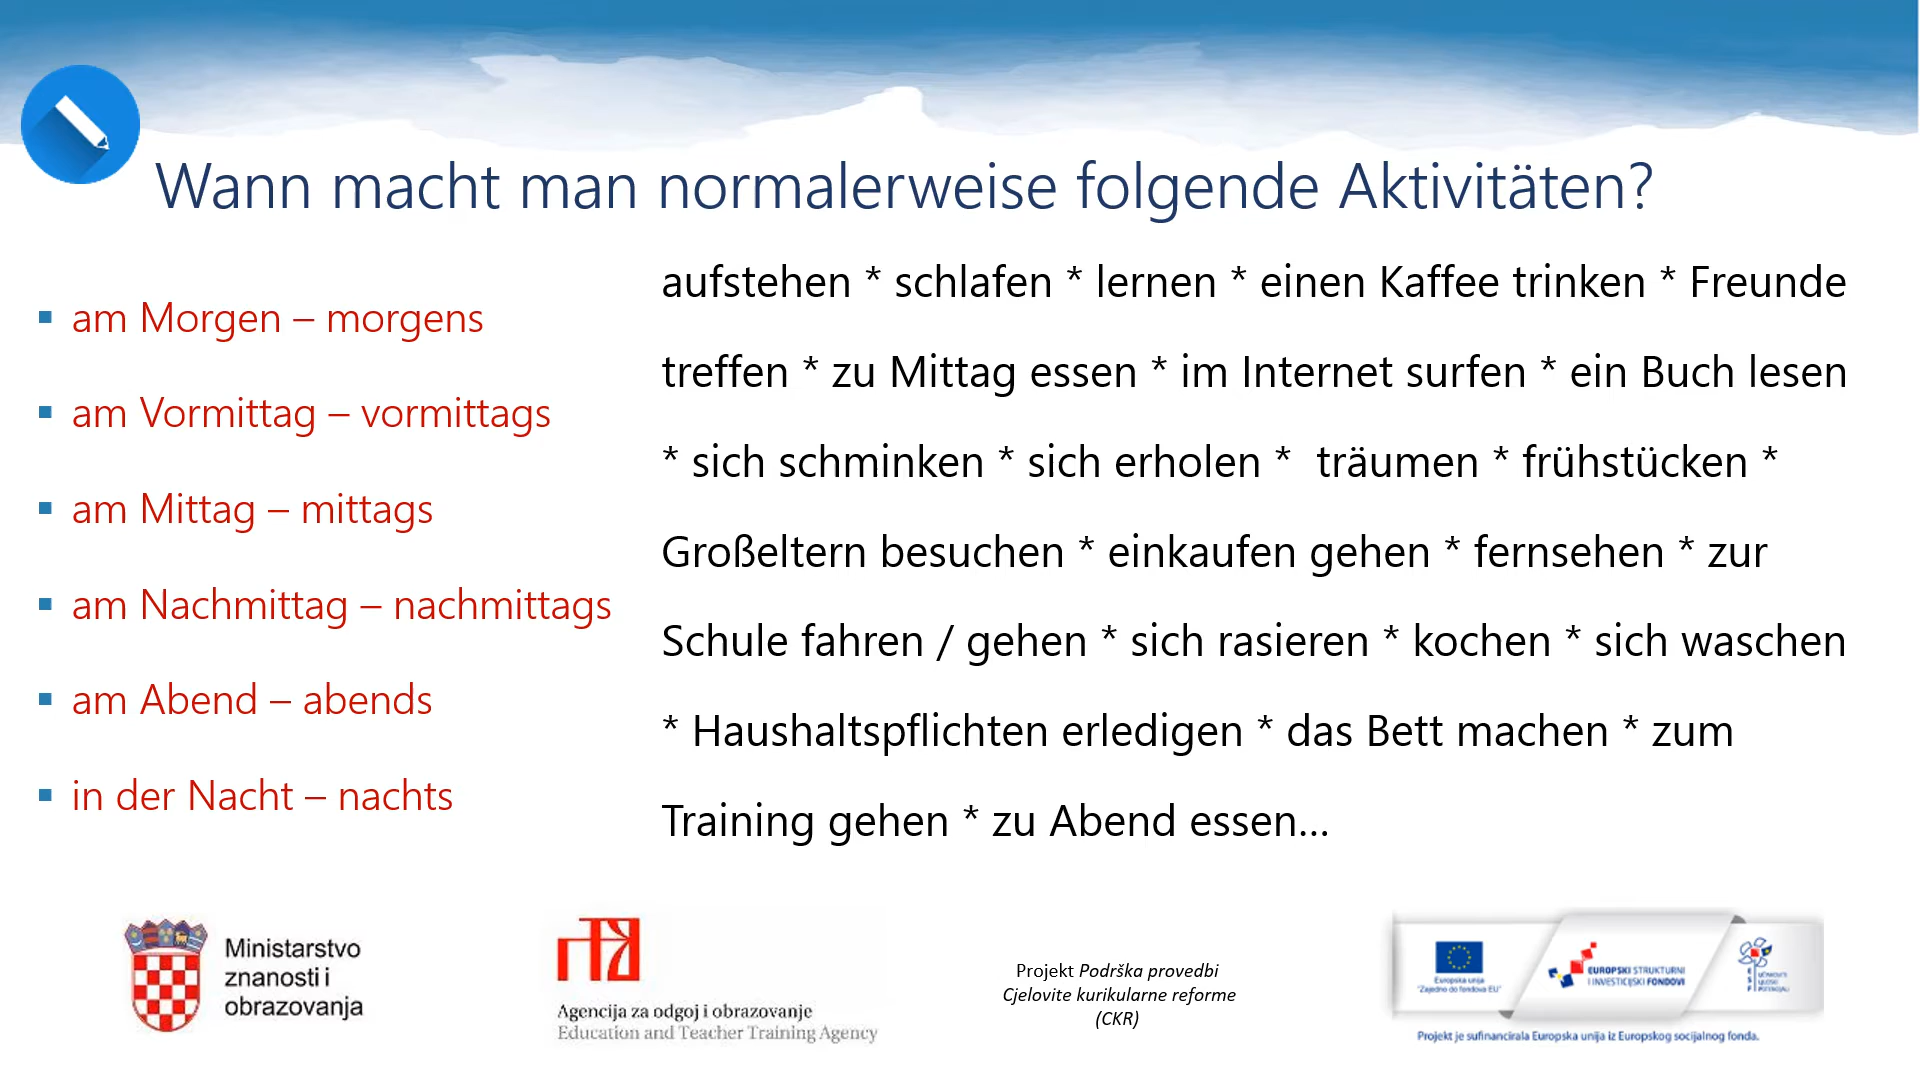 Wann macht man normalerweise folgende Aktivitäten?
▪ am Morgen – morgens
▪ am Vormittag – vormittags
▪ am Mittag – mittags
▪ am Nachmittag – nachmittags
▪ am Abend – abends
▪ in der Nacht – nachts
aufstehen * schlafen * lernen * einen Kaffee trinken * Freunde
treffen * zu Mittag essen * im Internet surfen * ein Buch lesen
* sich schminken * sich erholen * träumen * frühstücken *
Großeltern besuchen * einkaufen gehen * fernsehen * zur
Schule fahren / gehen * sich rasieren * kochen * sich waschen
* Haushaltspflichten erledigen * das Bett machen * zum
Training gehen * zu Abend essen...
Ministarstvo
znanosti i
obrazovanja
Agencija za odgoj i obrazovanje
Education and Teacher Training Agency
Projekt Podrška provedbi
Cjelovite kurikularne reforme
(CKR)
Europska unija
"Zajedno do fondova EU"
EUROPSKI STRUKTURNI
I INVESTICIJSKI FONDOVI
Projekt je sufinancirala Europska unija iz Europskog socijalnog fonda.